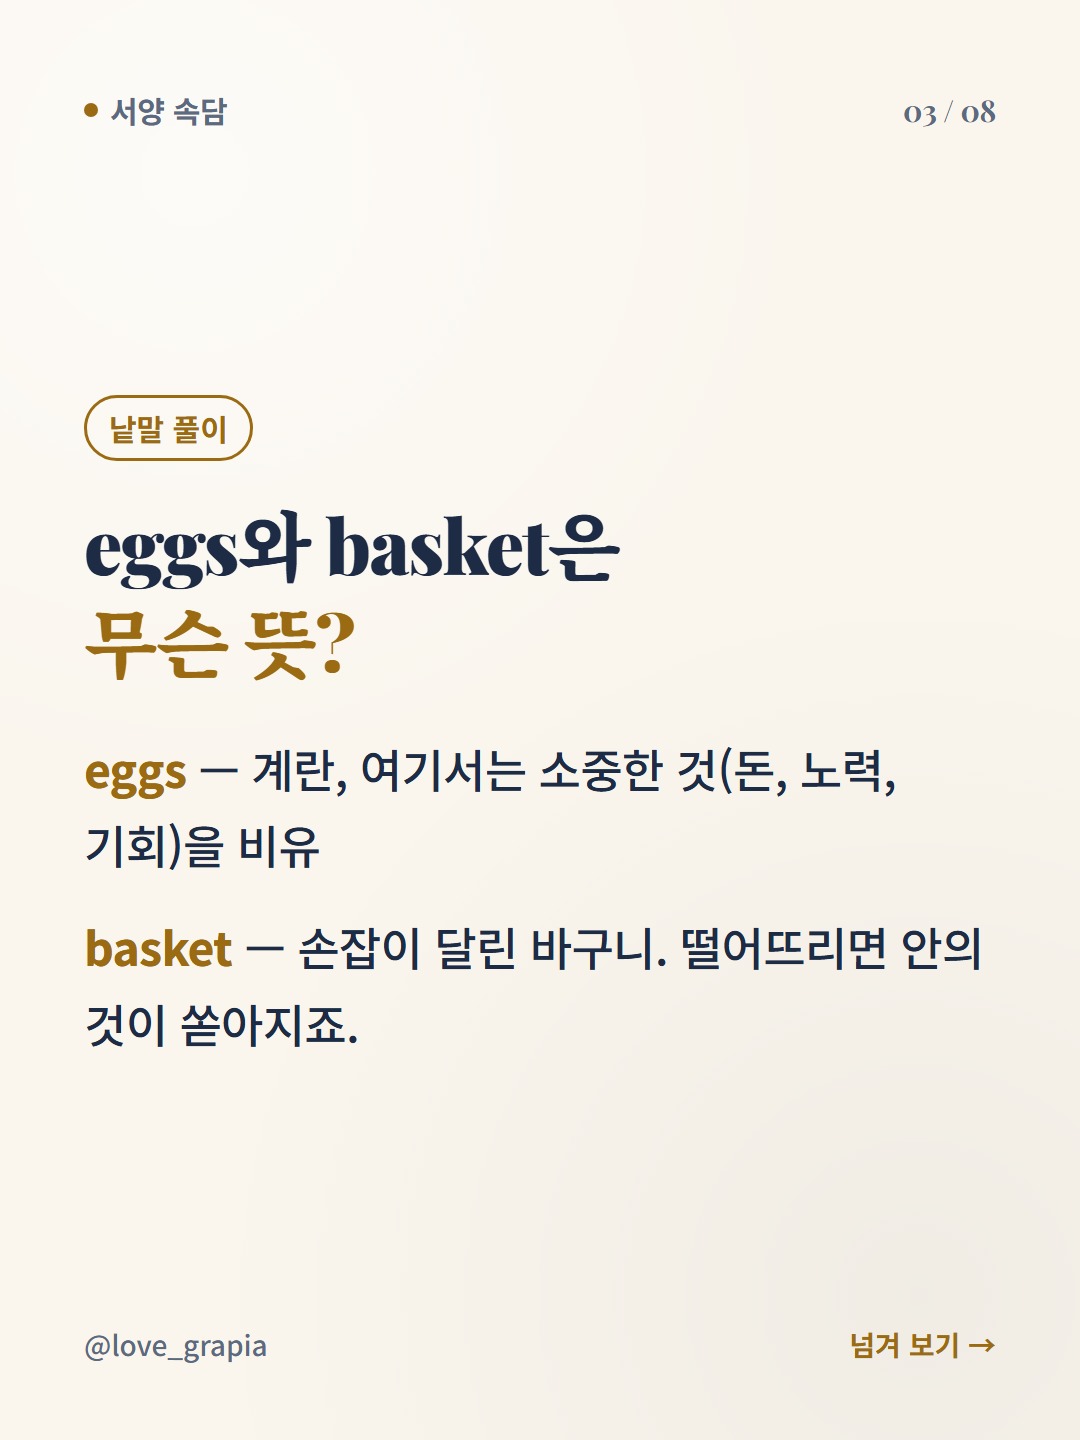 서양 속담
03 / 08
낱말 풀이
eggs와 basket은
무슨 뜻?
eggs — 계란, 여기서는 소중한 것(돈, 노력,
기회)을 비유
basket — 손잡이 달린 바구니. 떨어뜨리면 안의
것이 쏟아지죠.
@love_grapia
넘겨 보기 →